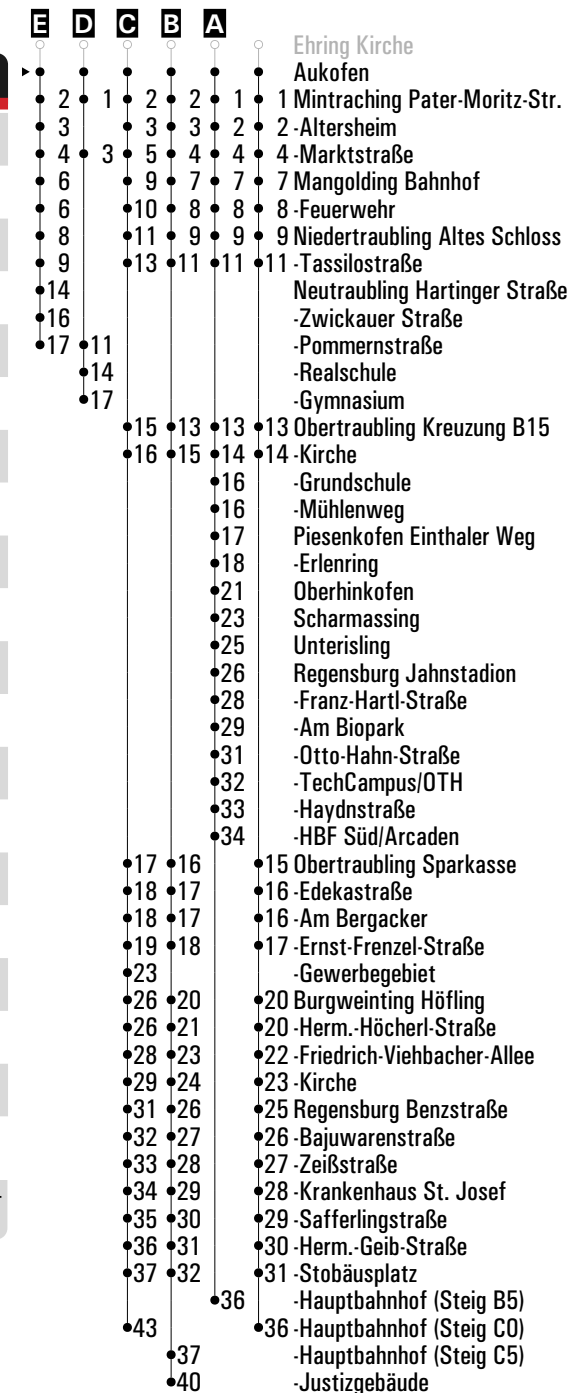 E D C B A
Ehring Kirche
Aukofen
2 1 2 2 1 1 Mintraching Pater-Moritz-Str.
3 3 3 2 2 -Altersheim
4 3 5 4 4 4 -Marktstraße
6 9 7 7 7 Mangolding Bahnhof
6 10 8 8 8 -Feuerwehr
8 11 9 9 9 Niedertraubling Altes Schloss
9 13 11 11 11 -Tassilostraße
14 Neutraubling Hartinger Straße
16 -Zwickauer Straße
17 11 -Pommernstraße
14 -Realschule
17 -Gymnasium
15 13 13 13 Obertraubling Kreuzung B15
16 15 14 14 -Kirche
16 -Grundschule
16 -Mühlenweg
17 Piesenkofen Einthaler Weg
18 -Erlenring
21 Oberhinkofen
23 Scharmassing
25 Unterisling
26 Regensburg Jahnstadion
28 -Franz-Hartl-Straße
29 -Am Biopark
31 -Otto-Hahn-Straße
32 -TechCampus/OTH
33 -Haydnstraße
34 -HBF Süd/Arcaden
17 16 15 Obertraubling Sparkasse
18 17 16 -Edekastraße
18 17 16 -Am Bergacker
19 18 17 -Ernst-Frenzel-Straße
23 -Gewerbegebiet
26 20 20 Burgweinting Höfling
26 21 20 -Herm.-Höcherl-Straße
28 23 22 -Friedrich-Viehbacher-Allee
29 24 23 -Kirche
31 26 25 Regensburg Benzstraße
32 27 26 -Bajuwarenstraße
33 28 27 -Zeißstraße
34 29 28 -Krankenhaus St. Josef
35 30 29 -Safferlingstraße
36 31 30 -Herm.-Geib-Straße
37 32 31 -Stobäusplatz
36 -Hauptbahnhof (Steig B5)
43 36 -Hauptbahnhof (Steig C0)
37 -Hauptbahnhof (Steig C5)
40 -Justizgebäude